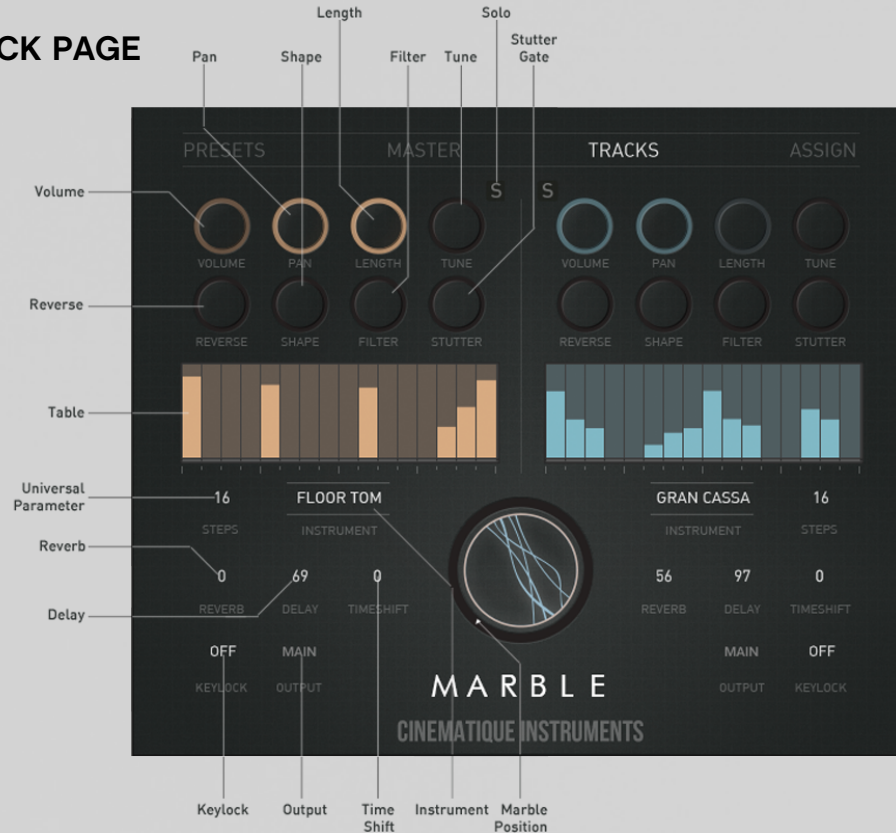 Length
Solo
CK PAGE
Stutter
Gate
Pan
Shape
Filter
Tune
PRESETS
MASTER
TRACKS
ASSIGN
Volume
S
S
VOLUME
PAN
LENGTH
TUNE
VOLUME
PAN
LENGTH
TUNE
Reverse
REVERSE
SHAPE
FILTER
STUTTER
REVERSE
SHAPE
FILTER
STUTTER
Table
Universal
Parameter
16
FLOOR TOM
GRAN CASSA
16
STEPS
INSTRUMENT
INSTRUMENT
STEPS
Reverb
0
69
0
56
97
0
REVERB
DELAY
TIMESHIFT
REVERB
DELAY
TIMESHIFT
Delay
OFF
MAIN
MAIN
OFF
KEYLOCK
OUTPUT
MARBLE
OUTPUT
KEYLOCK
CINEMATIQUE INSTRUMENTS
Keylock
Output
Time
Shift
Instrument
Marble
Position